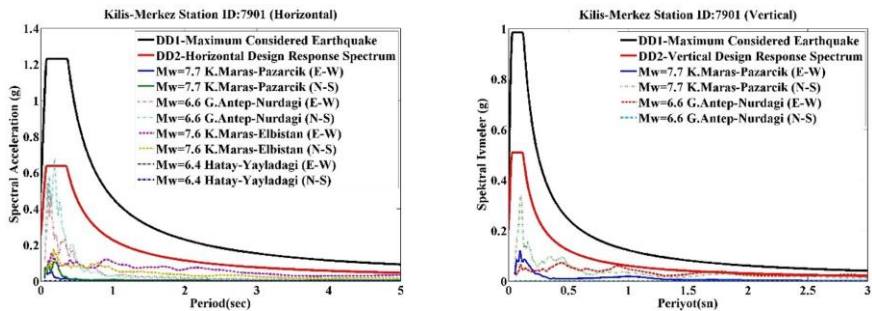 Kilis-Merkez Station ID:7901 (Horizontal)
1.4
1.2
1
0.8
0.6
0.4
0.2
0
Spectral Acceleration (g)
DD1-Maximum Considered Earthquake
DD2-Horizontal Design Response Spectrum
Mw=7.7 K.Maras-Pazarcik (E-W)
Mw=7.7 K.Maras-Pazarcik (N-S)
Mw=6.6 G.Antep-Nurdagi (E-W)
Mw=6.6 G.Antep-Nurdagi (N-S)
Mw=7.6 K.Maras-Elbistan (E-W)
Mw=7.6 K.Maras-Elbistan (N-S)
Mw=6.4 Hatay-Yayladagi (E-W)
Mw=6.4 Hatay-Yayladagi (N-S)
0 1 2 3 4 5
Period(sec)
Kilis-Merkez Station ID:7901 (Vertical)
1
0.8
0.6
0.4
0.2
0
Spektral Ivmeler (g)
DD1-Maximum Considered Earthquake
DD2-Vertical Design Response Spectrum
Mw=7.7 K.Maras-Pazarcik (E-W)
Mw=7.7 K.Maras-Pazarcik (N-S)
Mw=6.6 G.Antep-Nurdagi (E-W)
Mw=6.6 G.Antep-Nurdagi (N-S)
0 0.5 1 1.5 2 2.5 3
Periyot(sn)